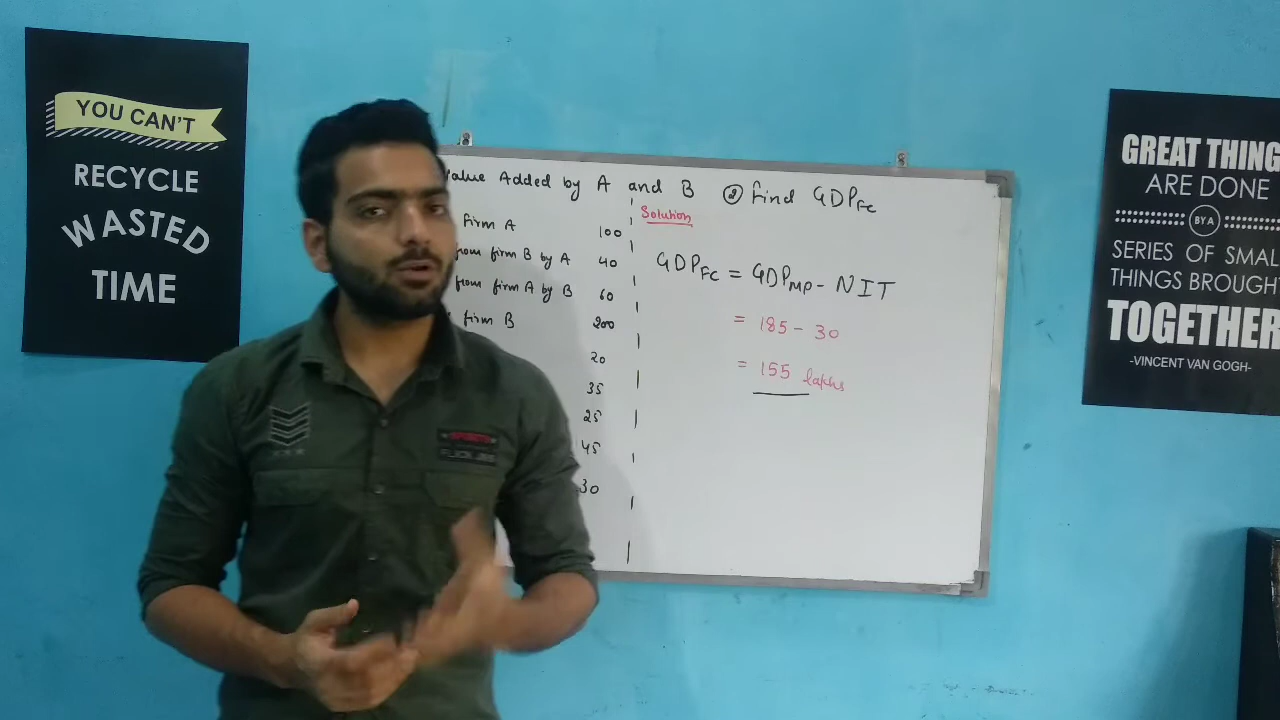 YOU CAN'T
RECYCLE
WASTED
TIME
Value Added by A and B
Firm A 100
from firm B by A 40
from firm A by B 60
firm B 200
20
35
25
45
30
② Find GDPFC
Solution
GDPFC = GDPMP - NIT
= 185 - 30
= 155 lakhs
GREAT THING
ARE DONE
BY A
SERIES OF SMAL
THINGS BROUGH
TOGETHER
-VINCENT VAN GOGH-